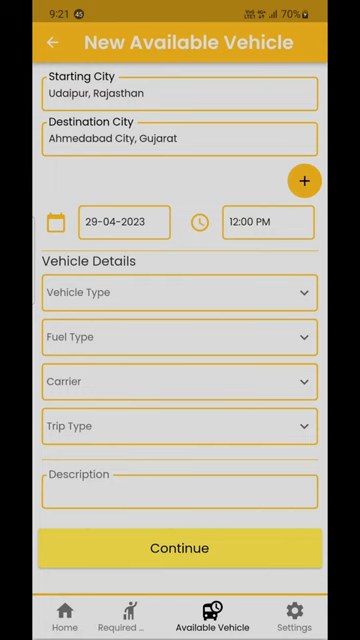 9:21 45 70%
New Available Vehicle
Starting City
Udaipur, Rajasthan
Destination City
Ahmedabad City, Gujarat
+
29-04-2023 12:00 PM
Vehicle Details
Vehicle Type
Fuel Type
Carrier
Trip Type
Description
Continue
Home Required ... Available Vehicle Settings